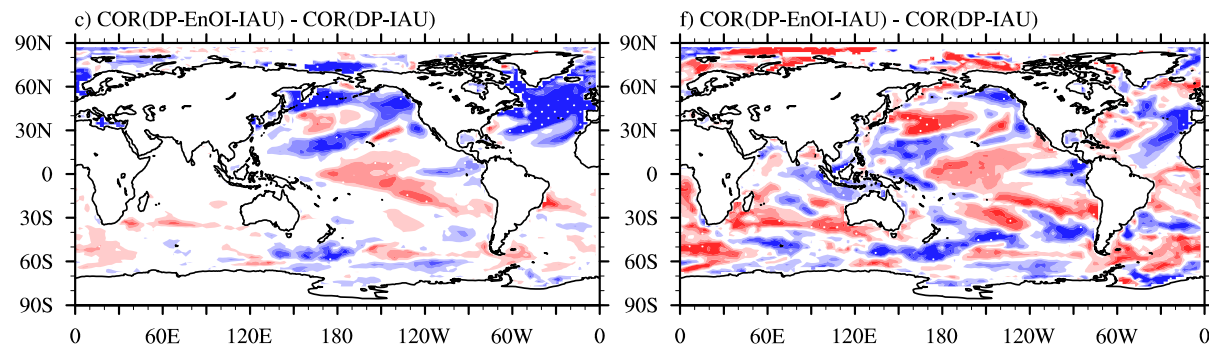 c) COR(DP-EnOI-IAU) - COR(DP-IAU)
90N
60N
30N
0
30S
60S
90S
0 60E 120E 180 120W 60W 0
f) COR(DP-EnOI-IAU) - COR(DP-IAU)
90N
60N
30N
0
30S
60S
90S
0 60E 120E 180 120W 60W 0